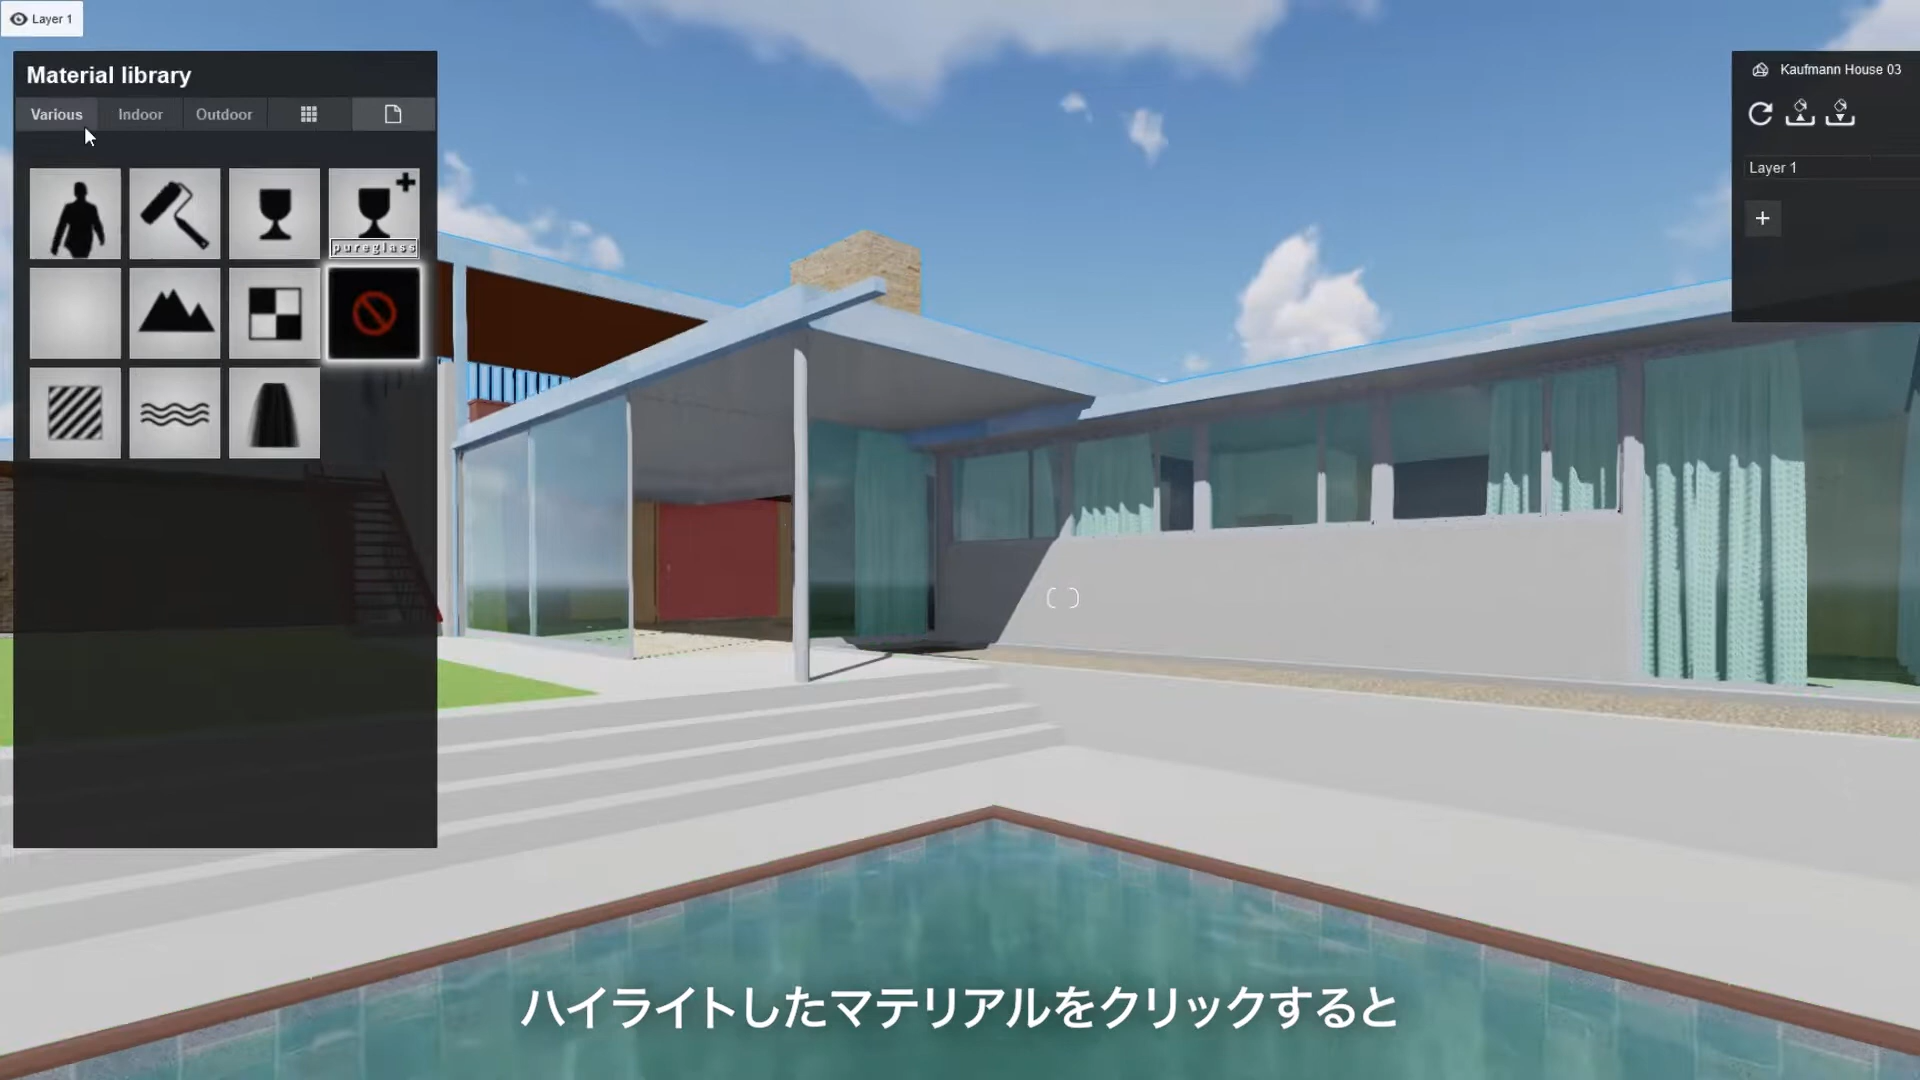 Layer 1
Material library
Various
Indoor
Outdoor
pureglass
Kaufmann House 03
Layer 1
+
ハイライトしたマテリアルをクリックすると